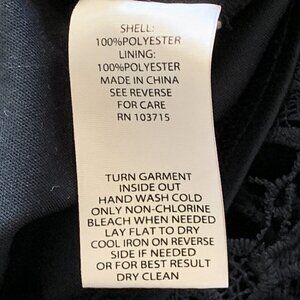 SHELL:
100%POLYESTER
LINING:
100%POLYESTER
MADE IN CHINA
SEE REVERSE
FOR CARE
RN 103715
TURN GARMENT
INSIDE OUT
HAND WASH COLD
ONLY NON-CHLORINE
BLEACH WHEN NEEDED
LAY FLAT TO DRY
COOL IRON ON REVERSE
SIDE IF NEEDED
OR FOR BEST RESULT
DRY CLEAN